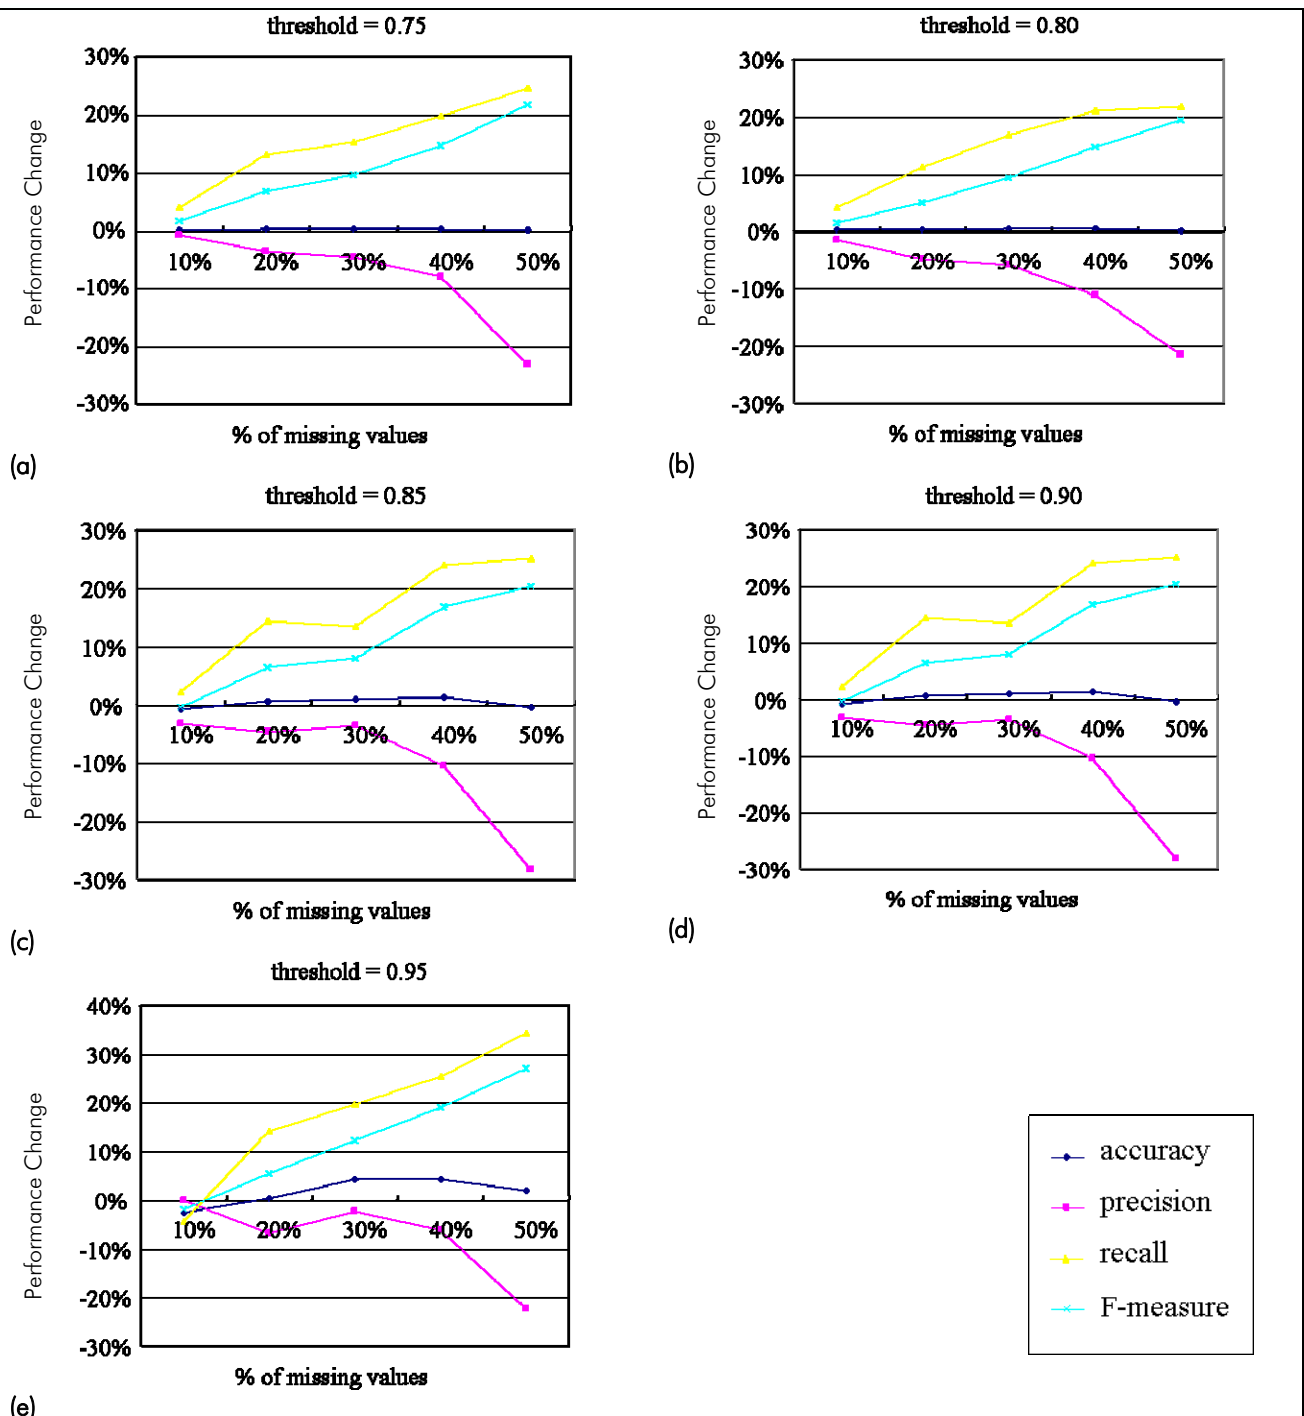 threshold = 0.75
30%
20%
10%
0%
-10%
-20%
-30%
10% 20% 30% 40% 50%
Performance Change
% of missing values
(a)
threshold = 0.80
30%
20%
10%
0%
-10%
-20%
-30%
10% 20% 30% 40% 50%
Performance Change
% of missing values
(b)
threshold = 0.85
30%
20%
10%
0%
-10%
-20%
-30%
10% 20% 30% 40% 50%
Performance Change
% of missing values
(c)
threshold = 0.90
30%
20%
10%
0%
-10%
-20%
-30%
10% 20% 30% 40% 50%
Performance Change
% of missing values
(d)
threshold = 0.95
40%
30%
20%
10%
0%
-10%
-20%
-30%
10% 20% 30% 40% 50%
Performance Change
% of missing values
(e)
accuracy
precision
recall
F-measure